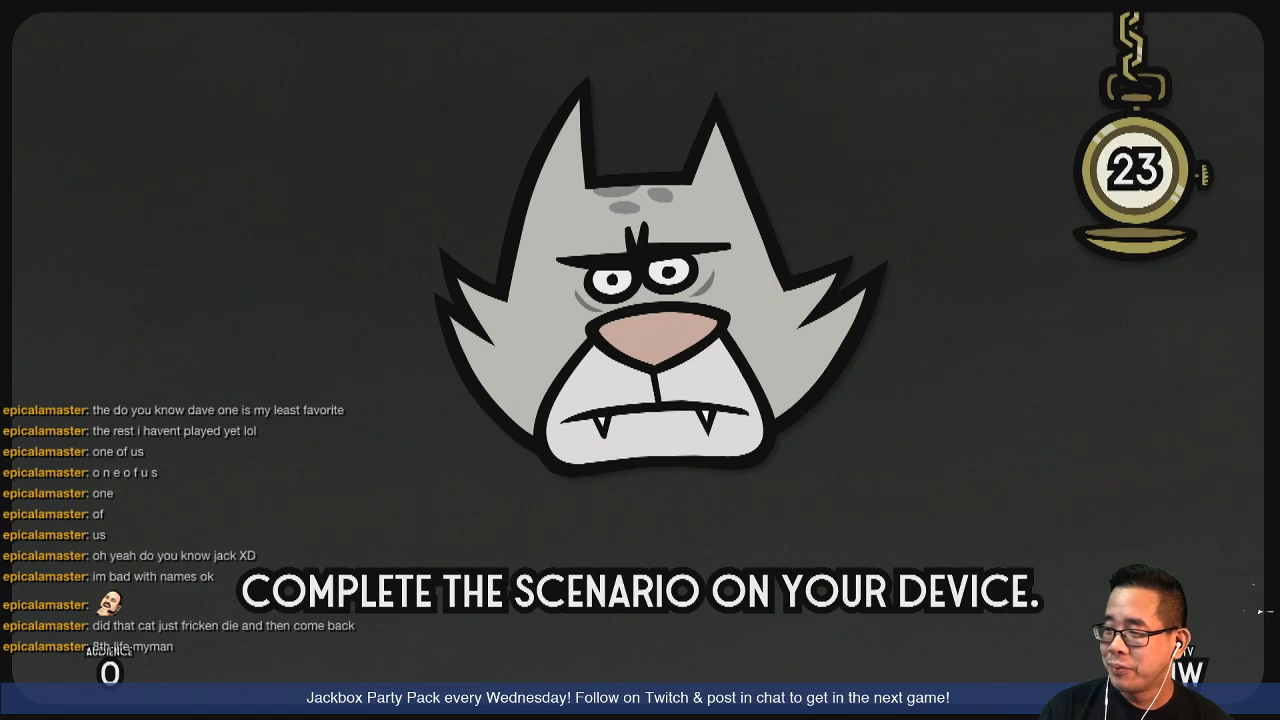 23
epicalamaster: the do you know dave one is my least favorite
epicalamaster: the rest i havent played yet lol
epicalamaster: one of us
epicalamaster: o n e o f u s
epicalamaster: one
epicalamaster: of
epicalamaster: us
epicalamaster: oh yeah do you know jack XD
epicalamaster: im bad with names ok
COMPLETE THE SCENARIO ON YOUR DEVICE.
epicalamaster:
epicalamaster: did that cat just fricken die and then come back
epicalamaster: 8th life myman
AUDIENCE
0
Jackbox Party Pack every Wednesday! Follow on Twitch & post in chat to get in the next game!